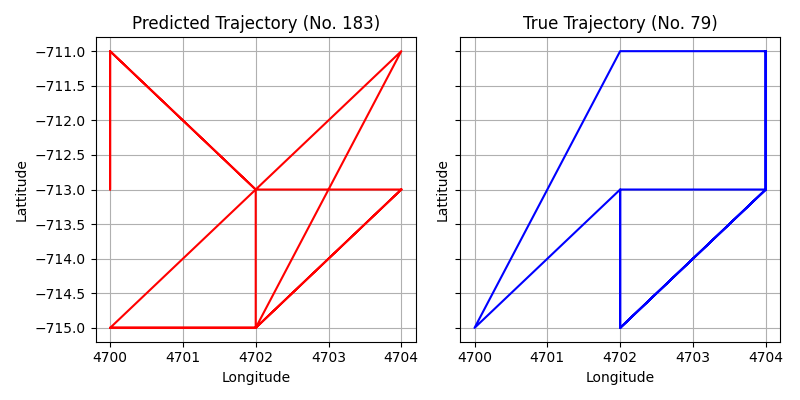 Predicted Trajectory (No. 183)
True Trajectory (No. 79)
−711.0
−711.5
−712.0
−712.5
−713.0
−713.5
−714.0
−714.5
−715.0
Lattitude
Lattitude
4700 4701 4702 4703 4704
4700 4701 4702 4703 4704
Longitude
Longitude